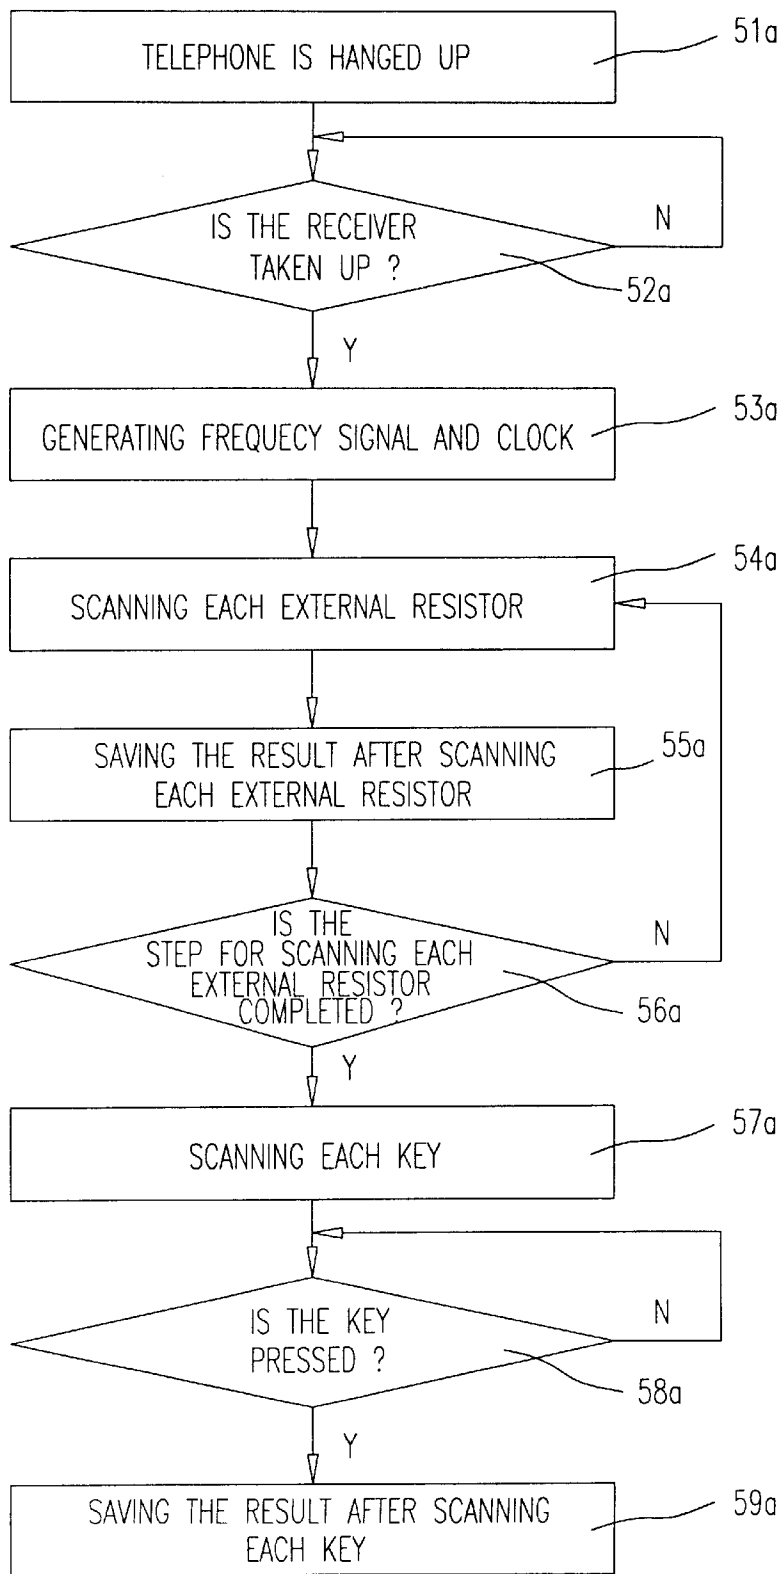 51a
TELEPHONE IS HANGED UP
IS THE RECEIVER
TAKEN UP ?
N
52a
Y
53a
GENERATING FREQUECY SIGNAL AND CLOCK
54a
SCANNING EACH EXTERNAL RESISTOR
55a
SAVING THE RESULT AFTER SCANNING
EACH EXTERNAL RESISTOR
IS THE
STEP FOR SCANNING EACH
EXTERNAL RESISTOR
COMPLETED ?
N
56a
Y
57a
SCANNING EACH KEY
IS THE KEY
PRESSED ?
N
58a
Y
59a
SAVING THE RESULT AFTER SCANNING
EACH KEY